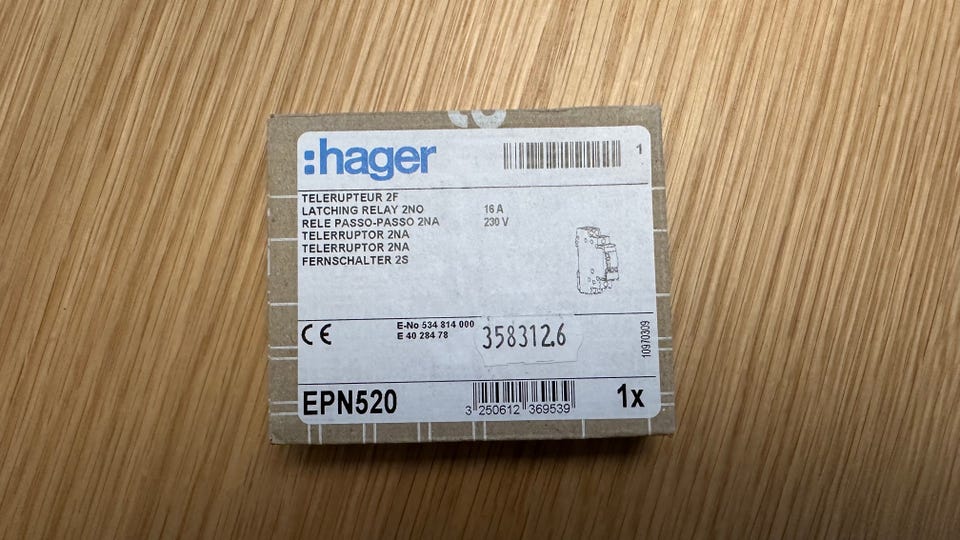 :hager
1
TELERUPTEUR 2F
LATCHING RELAY 2NO 16 A
RELE PASSO-PASSO 2NA 230 V
TELERRUPTOR 2NA
TELERRUPTOR 2NA
FERNSCHALTER 2S
CE
E-No 534 814 000
E 40 284 78
358312.6
10970309
EPN520
3 250612 369539
1x